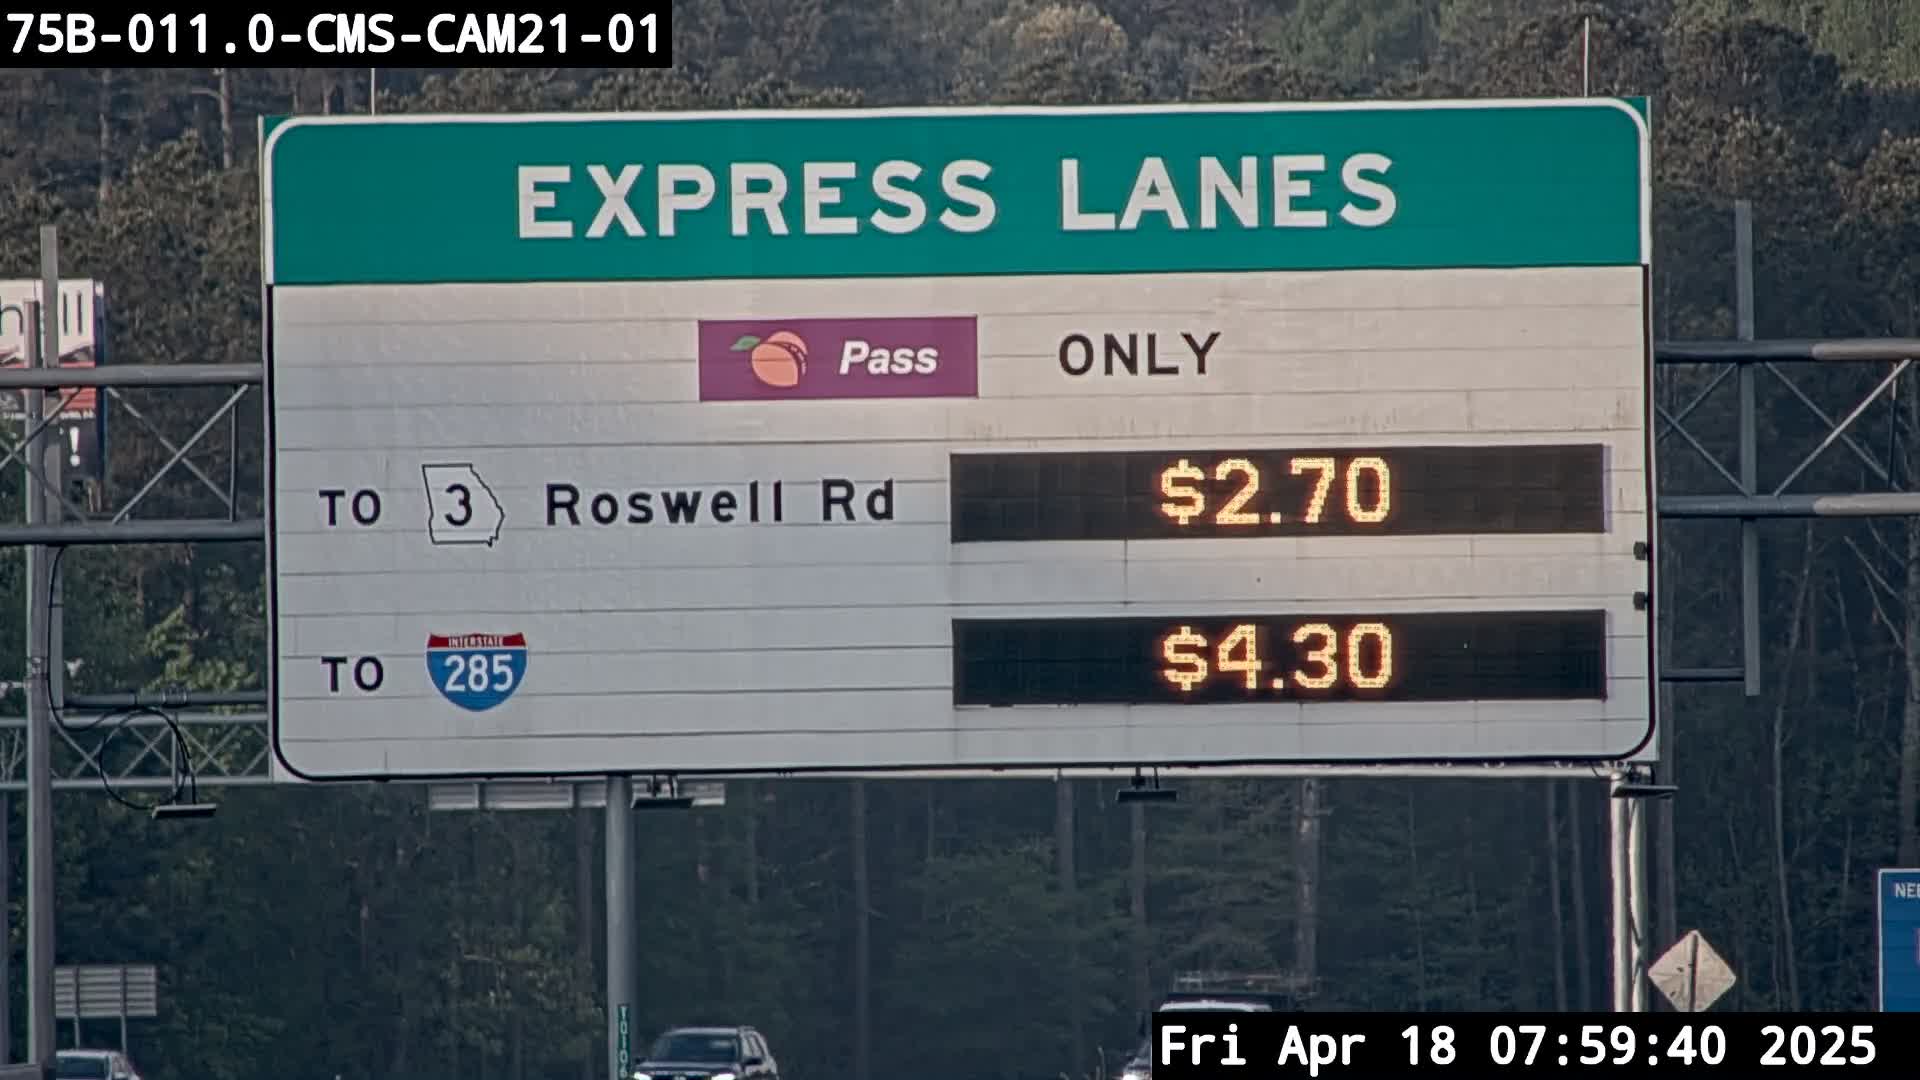 75B-011.0-CMS-CAM21-01
EXPRESS LANES
Pass ONLY
TO 3 Roswell Rd $2.70
INTERSTATE
TO 285 $4.30
Fri Apr 18 07:59:40 2025